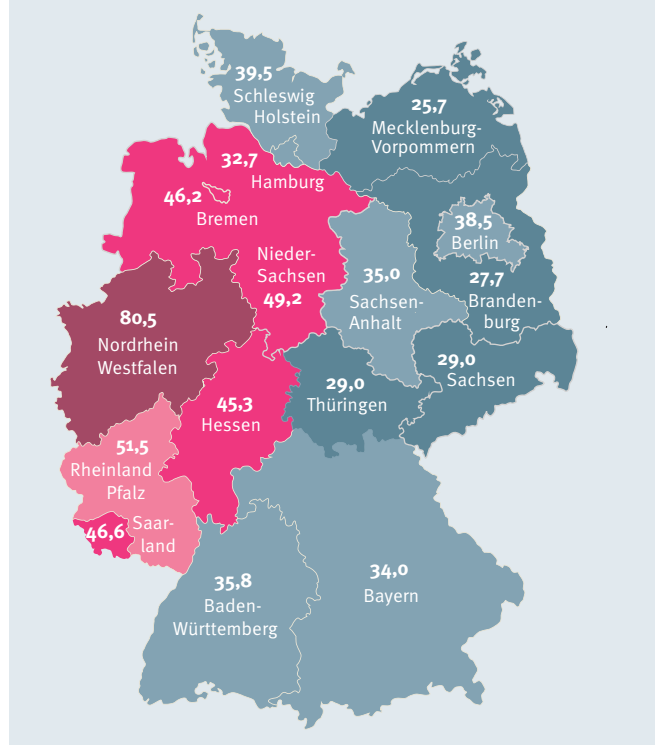 39,5
Schleswig
Holstein
25,7
Mecklenburg-
Vorpommern
32,7
Hamburg
46,2
Bremen
38,5
Berlin
Nieder-
Sachsen
49,2
35,0
Sachsen-
Anhalt
27,7
Branden-
burg
80,5
Nordrhein
Westfalen
29,0
Sachsen
29,0
Thüringen
45,3
Hessen
51,5
Rheinland
Pfalz
46,6
Saar-
land
35,8
Baden-
Württemberg
34,0
Bayern